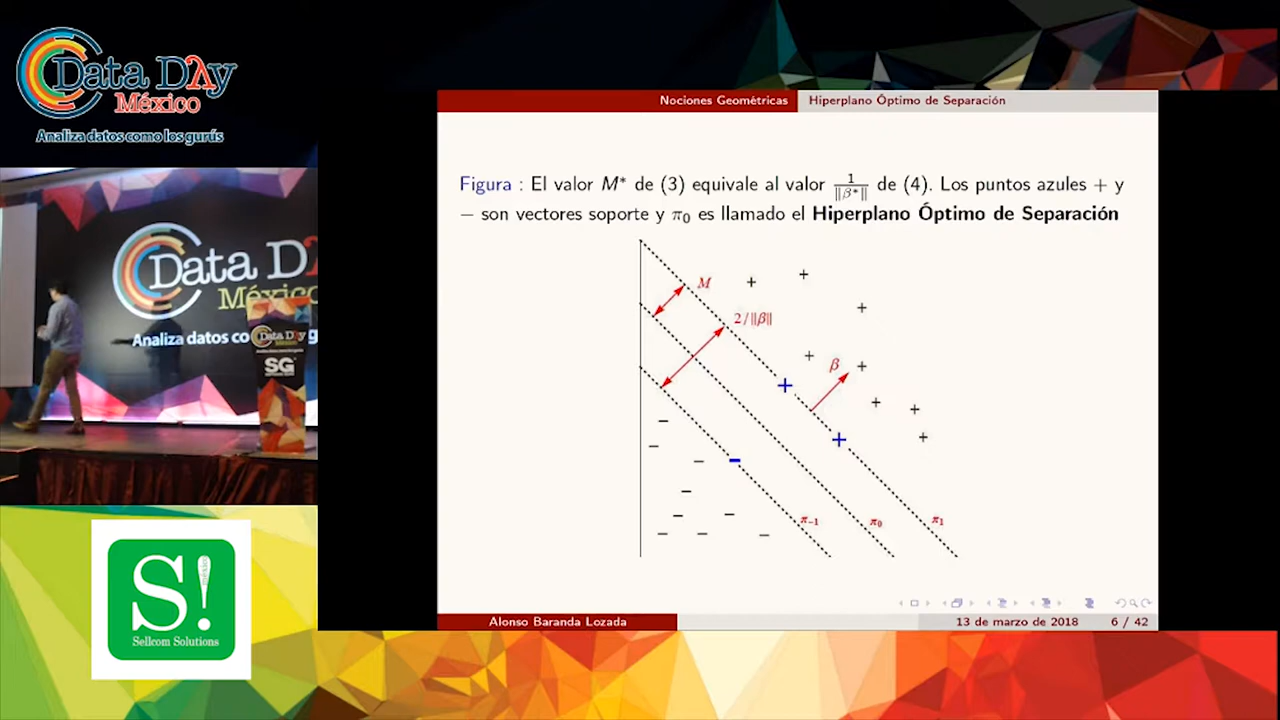 Data Day
México
Analiza datos como los gurús
Data D
México
Analiza datos co
g
Data Day
México
SG
S!
méxico
Sellcom Solutions
Nociones Geométricas
Hiperplano Óptimo de Separación
Figura : El valor M* de (3) equivale al valor 1/‖β*‖ de (4). Los puntos azules + y
− son vectores soporte y π₀ es llamado el Hiperplano Óptimo de Separación
M
2/‖β‖
β
π₋₁
π₀
π₁
Alonso Baranda Lozada
13 de marzo de 2018
6 / 42